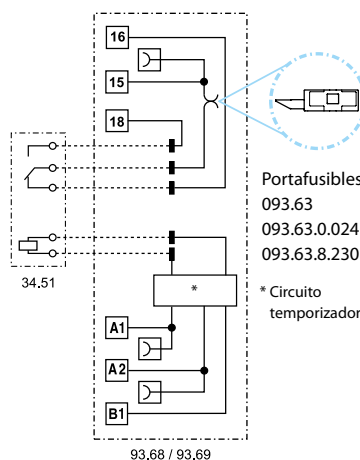 16
15
18
34.51
Portafusibles
093.63
093.63.0.024
093.63.8.230
* Circuito
temporizador
*
A1
A2
B1
93.68 / 93.69